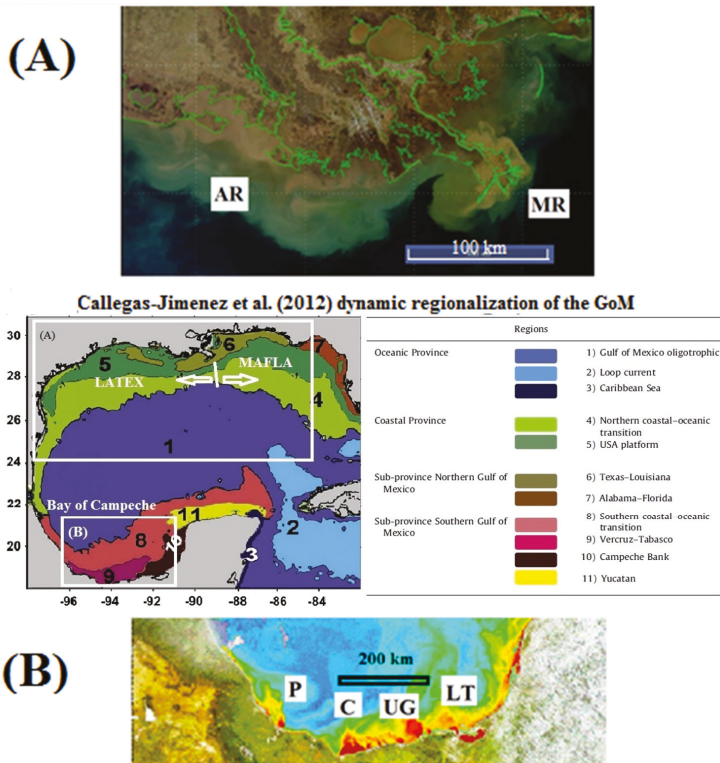 (A)
AR
MR
100 km
Callegas-Jimenez et al. (2012) dynamic regionalization of the GoM
30
28
26
24
22
20
-96
-94
-92
-90
-88
-86
-84
(A)
5
6
7
LATEX
MAFLA
4
1
Bay of Campeche
(B)
8
9
10
11
2
3
Regions
Oceanic Province
1) Gulf of Mexico oligotrophic
2) Loop current
3) Caribbean Sea
Coastal Province
4) Northern coastal–oceanic
transition
5) USA platform
Sub-province Northern Gulf of
Mexico
6) Texas–Louisiana
7) Alabama–Florida
Sub-province Southern Gulf of
Mexico
8) Southern coastal–oceanic
transition
9) Vercruz–Tabasco
10) Campeche Bank
11) Yucatan
(B)
200 km
P
C
UG
LT